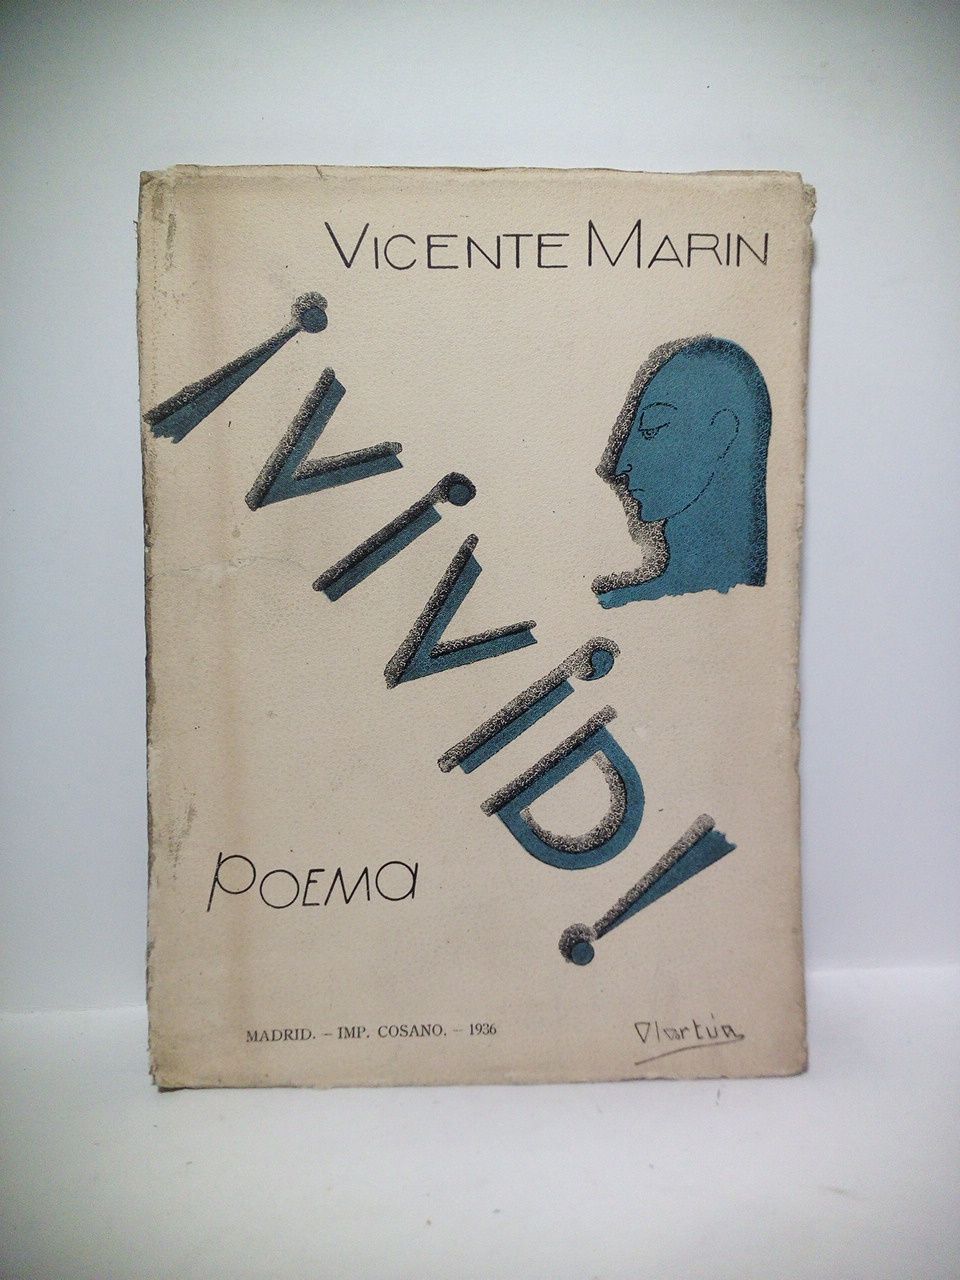 VICENTE MARIN
¡ViViD!
POEMA
MADRID. – IMP. COSANO. – 1936